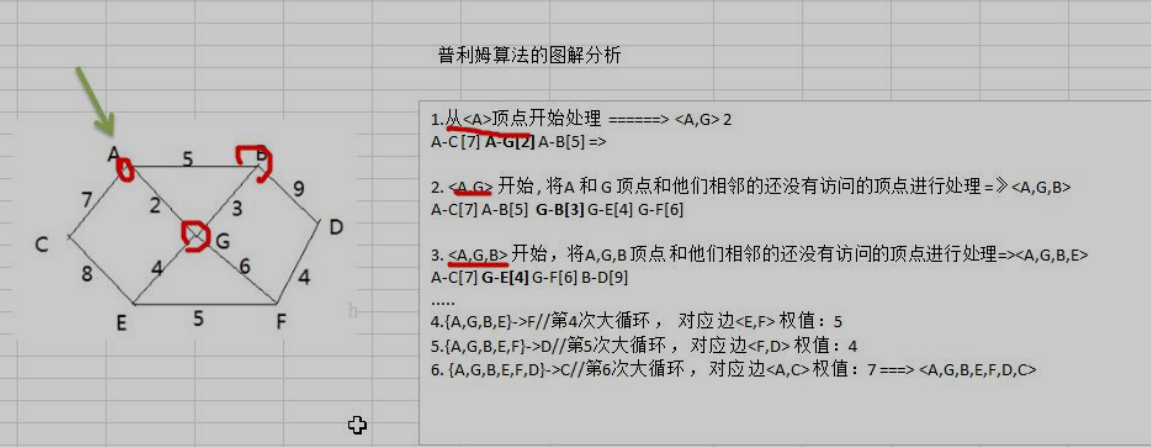 普利姆算法的图解分析
1.从<A>顶点开始处理 ======> <A,G> 2
A-C [7] A-G[2] A-B[5] =>
2. <A,G> 开始 , 将A 和 G 顶点和他们相邻的还没有访问的顶点进行处理 =》<A,G,B>
A-C[7] A-B[5] G-B[3] G-E[4] G-F[6]
3. <A,G,B> 开始，将A,G,B 顶点 和他们相邻的还没有访问的顶点进行处理=><A,G,B,E>
A-C[7] G-E[4] G-F[6] B-D[9]
.....
4.{A,G,B,E}->F//第4次大循环 ， 对应边<E,F> 权值：5
5.{A,G,B,E,F}->D//第5次大循环 ，对应边<F,D> 权值：4
6. {A,G,B,E,F,D}->C//第6次大循环 ，对应边<A,C> 权值：7 ===> <A,G,B,E,F,D,C>
A
5
B
7
2
3
9
C
G
D
8
4
6
4
E
5
F
h